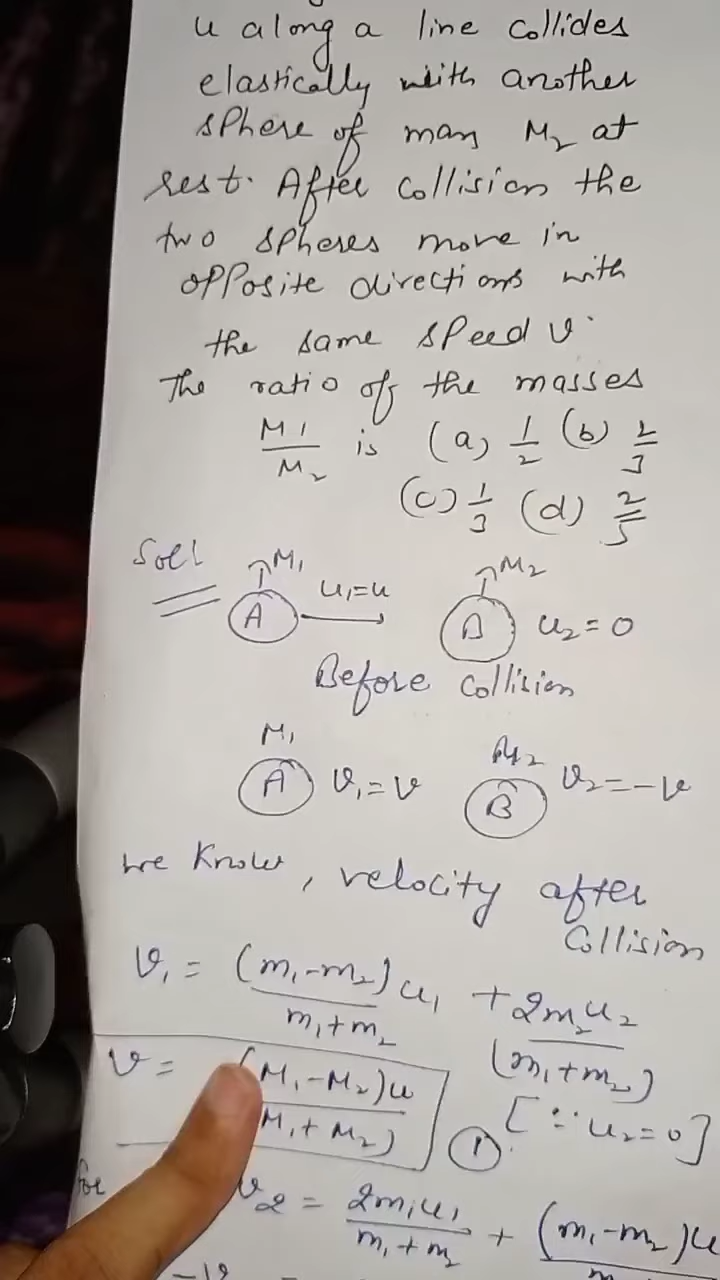 u along a line collides
elastically with another
sphere of mass M₂ at
rest. After collision the
two spheres move in
opposite directions with
the same speed v.
The ratio of the masses
M₁/M₂ is (a) 1/2 (b) 2/3
(c) 1/3 (d) 2/5
Sol
M₁ M₂
A u₁=u B u₂=0
Before collision
M₁ M₂
A v₁=v B v₂=-v
we know, velocity after
collision
v₁ = (m₁-m₂)u₁/m₁+m₂ + 2m₂u₂/(m₁+m₂)
v = (M₁-M₂)u/M₁+M₂) ① [∵ u₂=0]
for v₂ = 2m₁u₁/m₁+m₂ + (m₁-m₂)u
-v